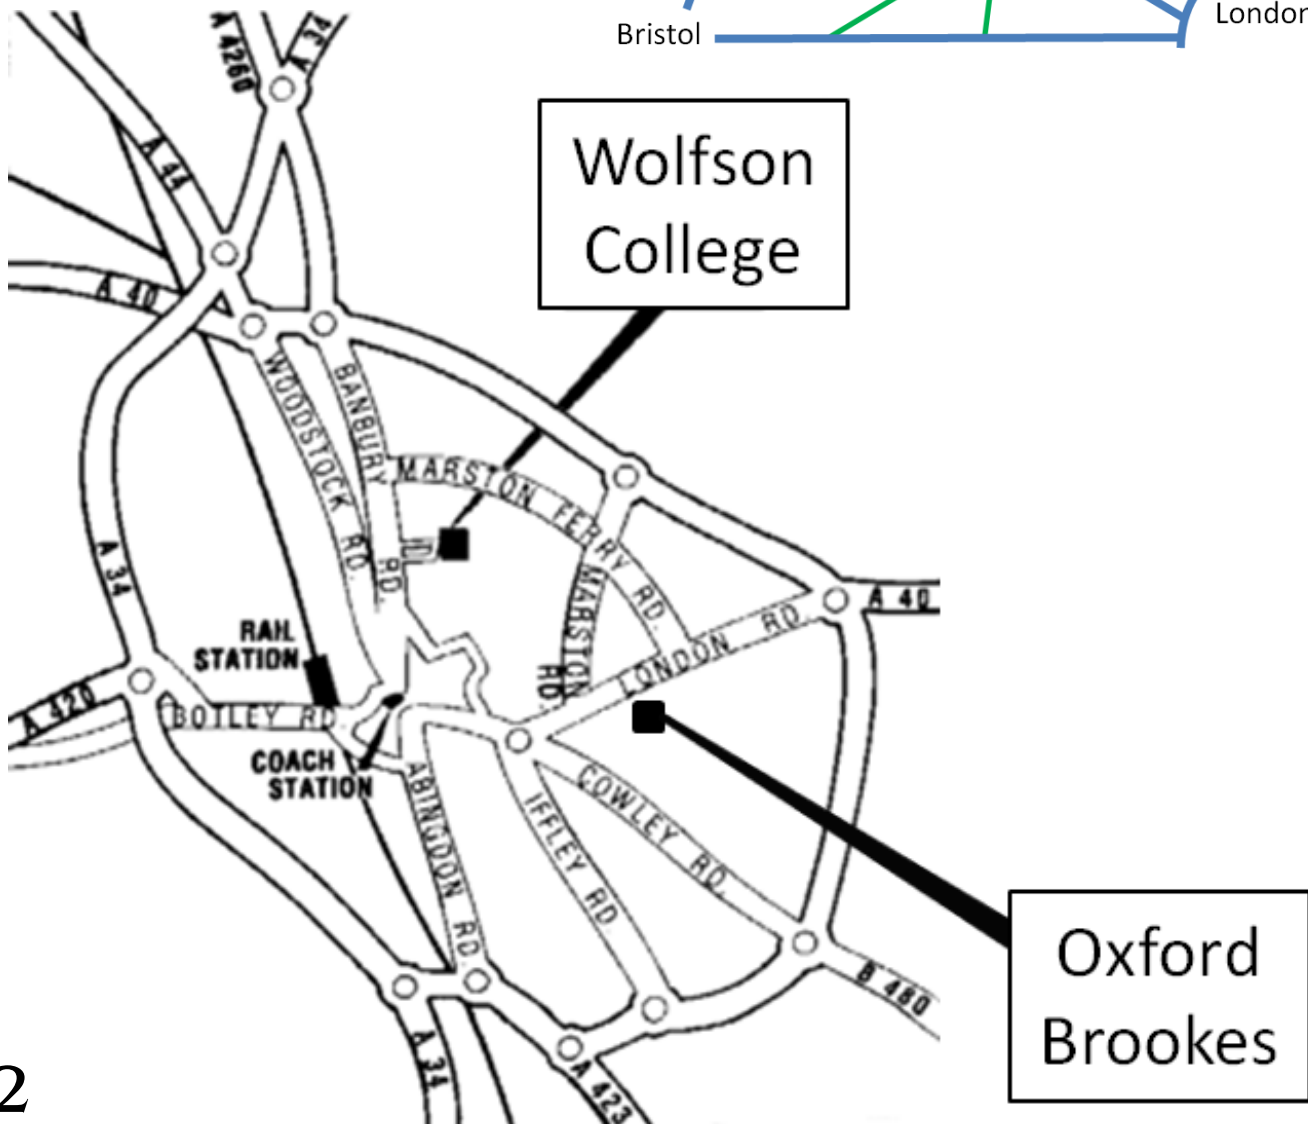 Bristol
London
A 4260
A 34
Wolfson
College
A 44
A 40
WOODSTOCK RD.
BANBURY RD.
MARSTON FERRY RD.
MARSTON RD.
LONDON RD.
A 40
A 34
RAIL
STATION
A 420
BOTLEY RD.
COACH
STATION
ABINGDON RD.
IFFLEY RD.
COWLEY RD.
B 480
Oxford
Brookes
A 34
A 423
2